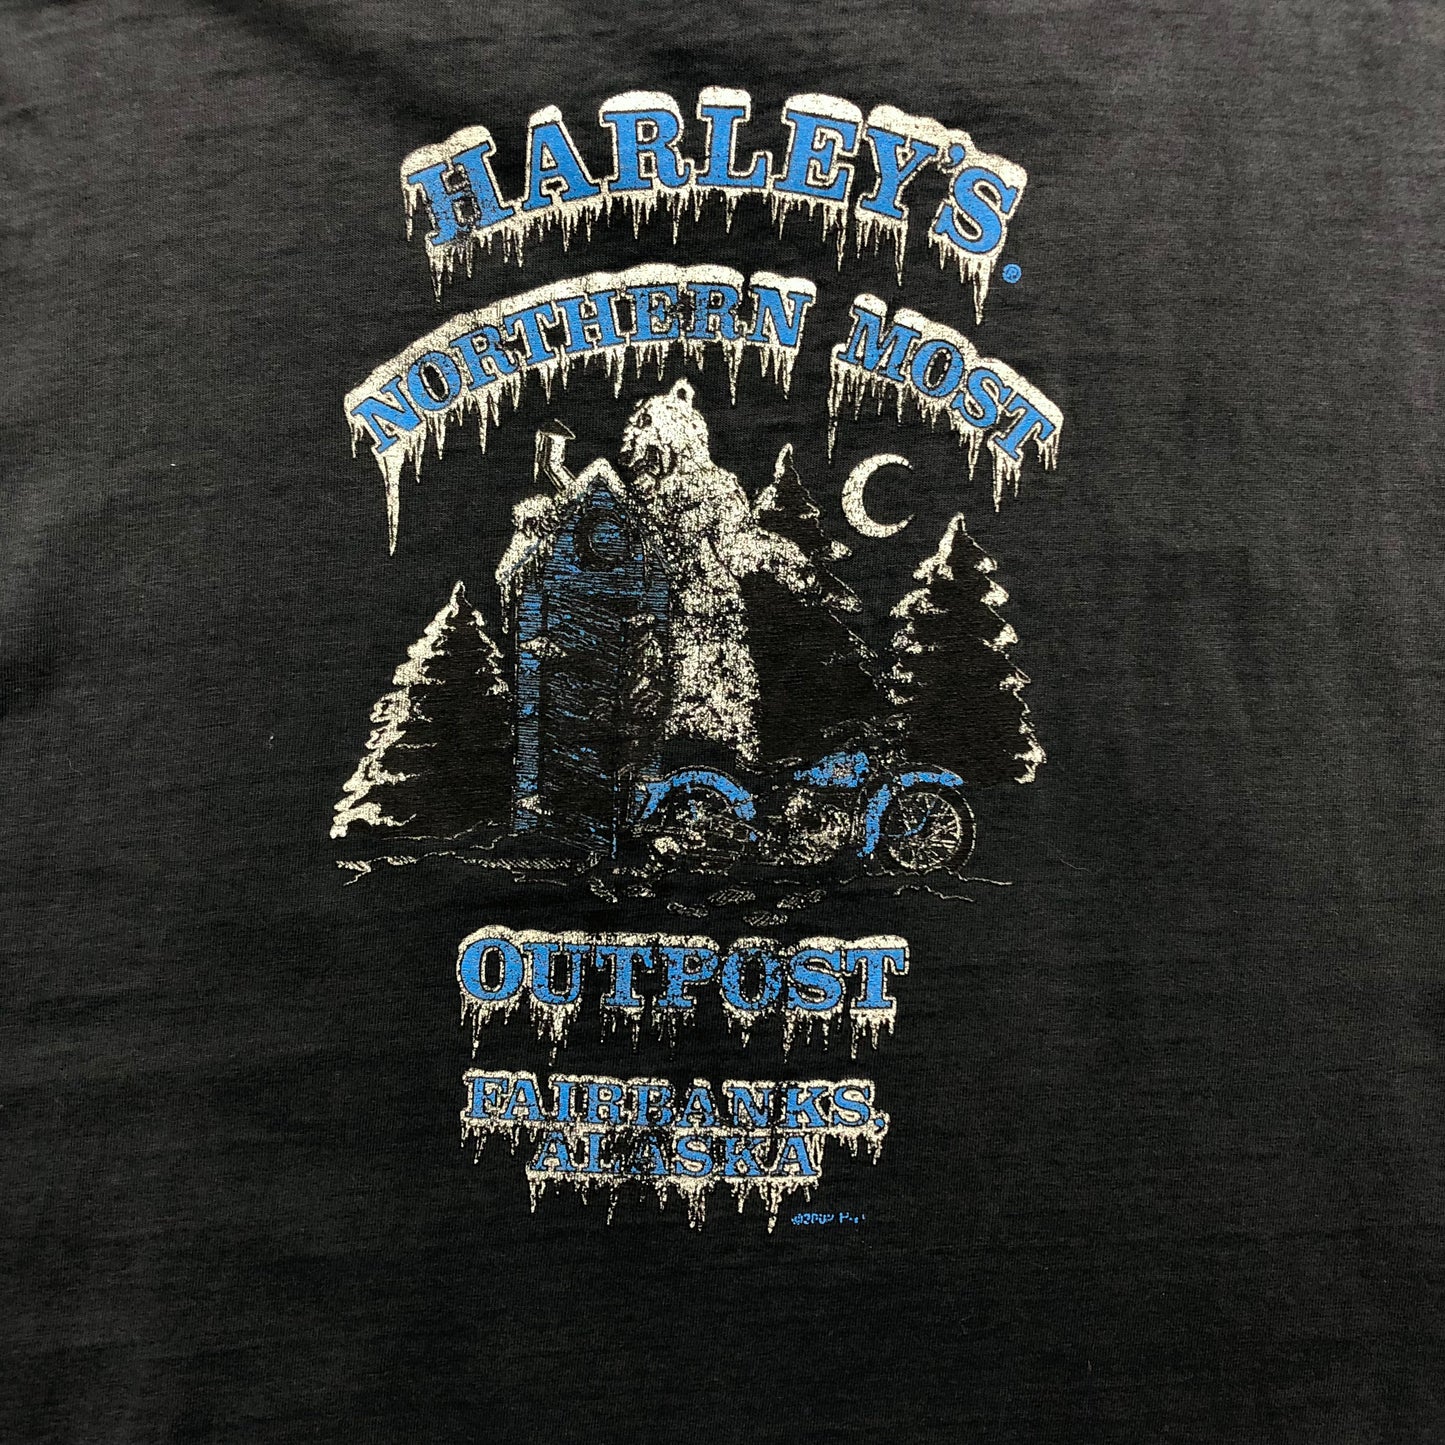 HARLEY'S®
NORTHERN MOST
OUTPOST
FAIRBANKS,
ALASKA